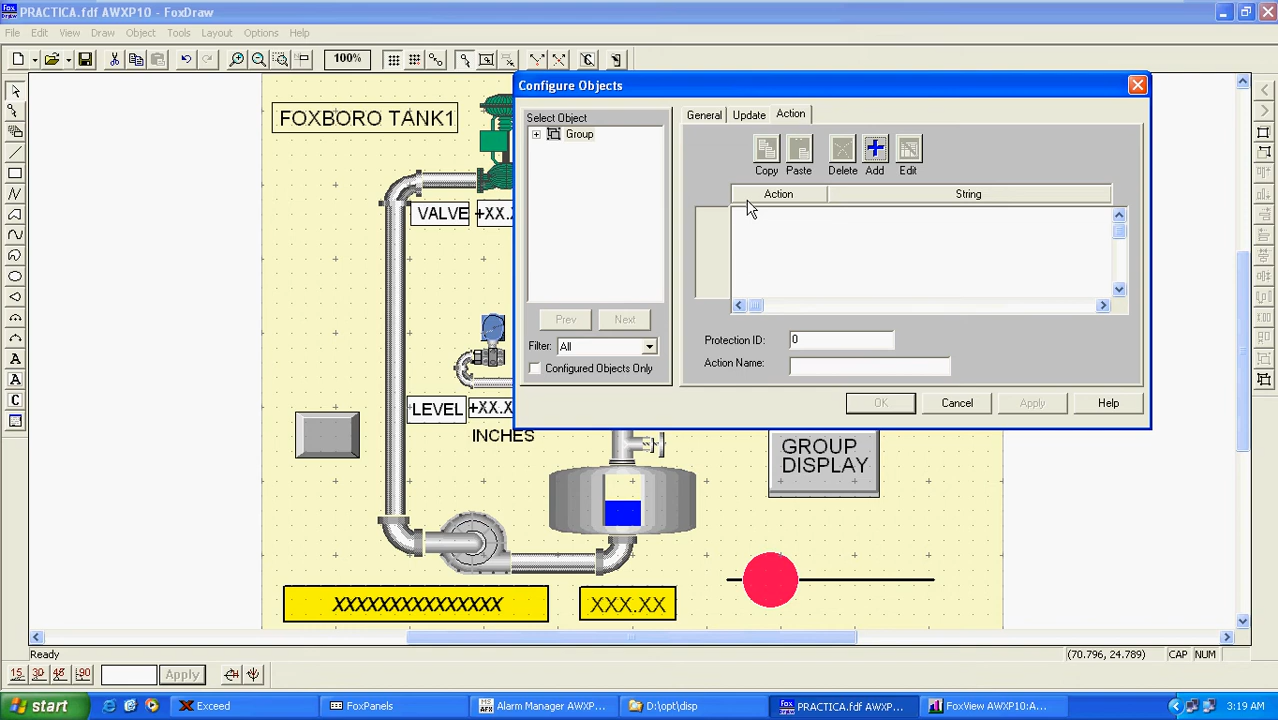 Fox
Draw
PRACTICA.fdf AWXP10 - FoxDraw
File Edit View Draw Object Tools Layout Options Help
100%
FOXBORO TANK1
VALVE +XX.X
LEVEL +XX.X
INCHES
GROUP
DISPLAY
XXXXXXXXXXXXXXX
XXX.XX
Configure Objects
Select Object
Group
Prev Next
Filter: All
Configured Objects Only
General Update Action
Copy Paste Delete Add Edit
Action String
Protection ID: 0
Action Name:
OK Cancel Apply Help
A
A
C
Ready
(70.796, 24.789) CAP NUM
15 30 45 90
Apply
start
Exceed
FoxPanels
Alarm Manager AWXP10...
D:\opt\disp
PRACTICA.fdf AWXP...
FoxView AWXP10:A...
3:19 AM